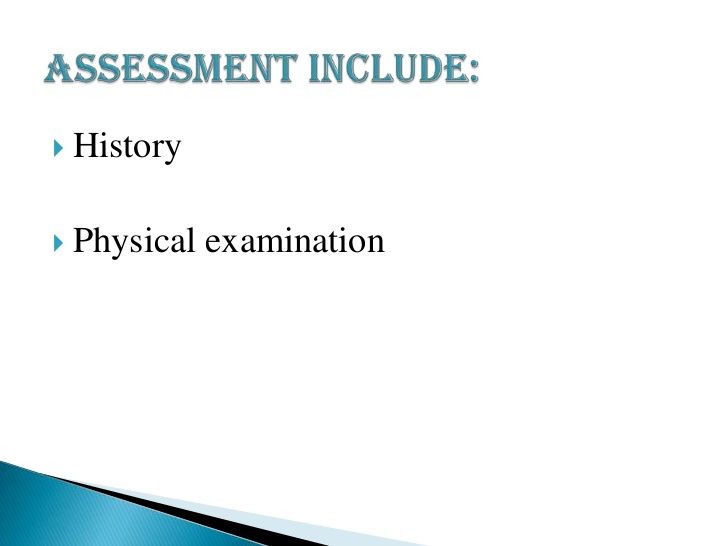 ASSESSMENT INCLUDE:
History
Physical examination